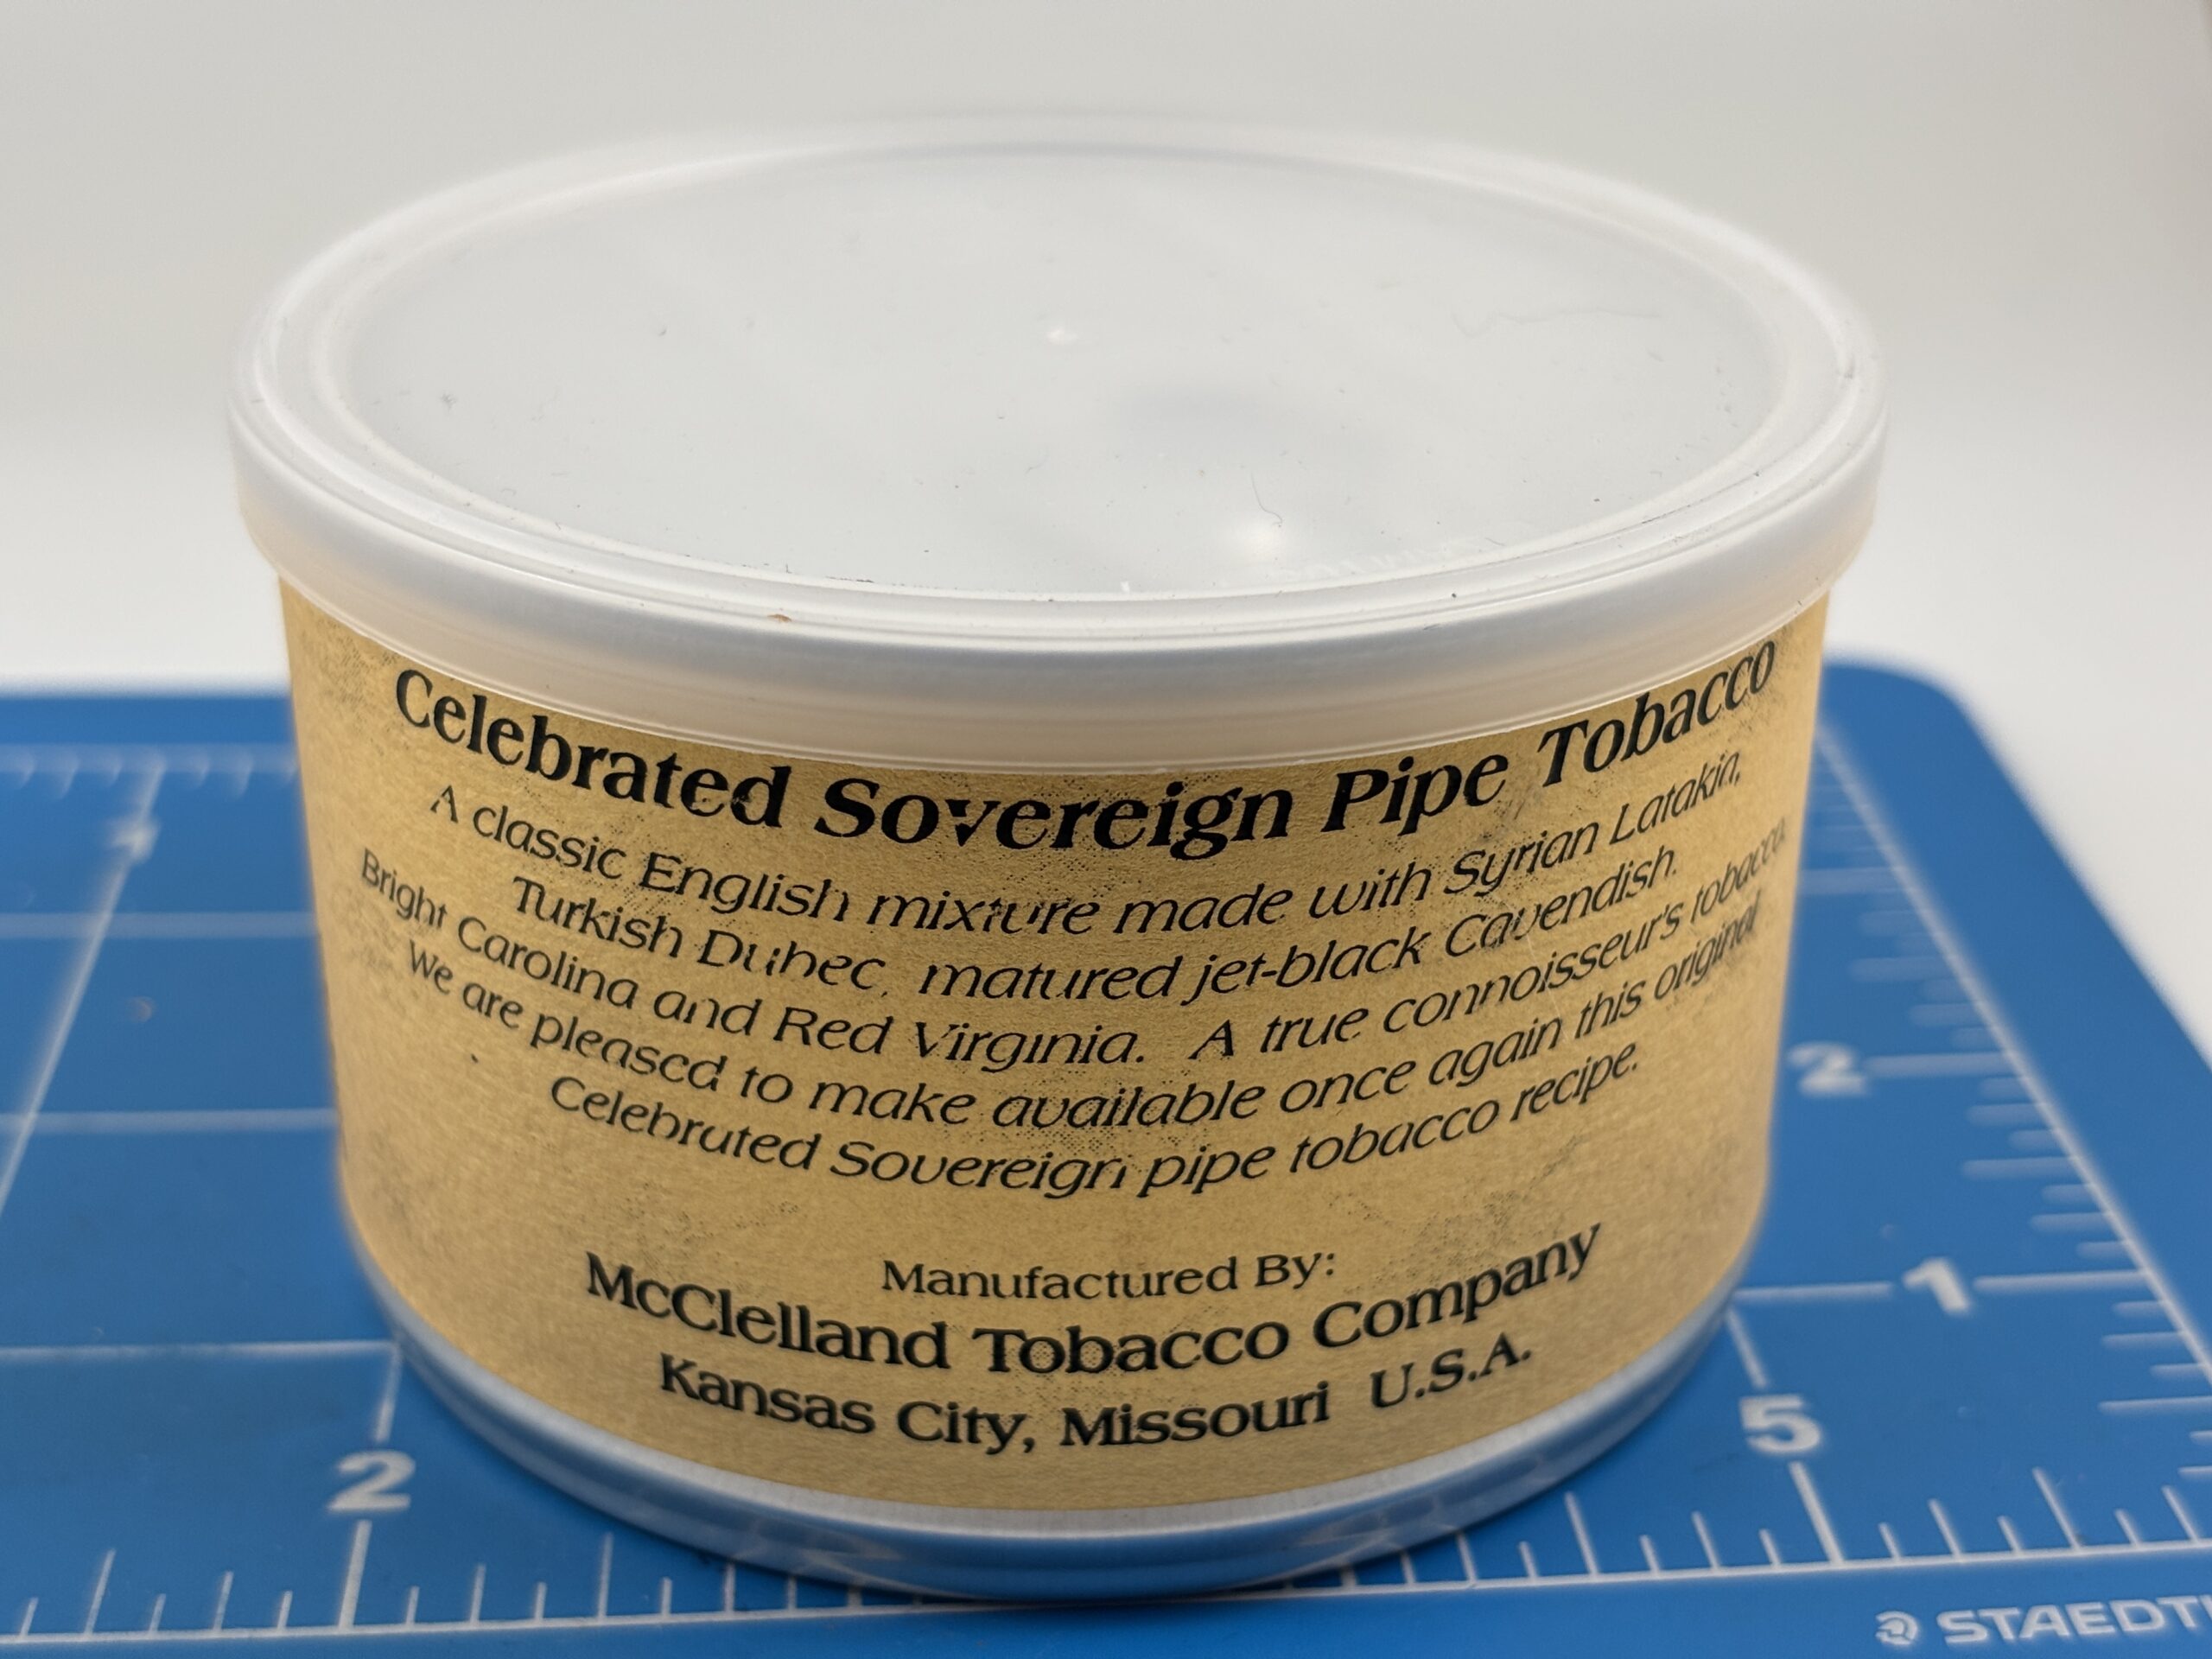 Celebrated Sovereign Pipe Tobacco
A classic English mixture made with Syrian Latakia,
Turkish Dubec, matured jet-black Cavendish.
Bright Carolina and Red Virginia. A true connoisseur's tobacco.
We are pleased to make available once again this original
Celebrated Sovereign pipe tobacco recipe.
Manufactured By:
McClelland Tobacco Company
Kansas City, Missouri U.S.A.
2
1
2
5